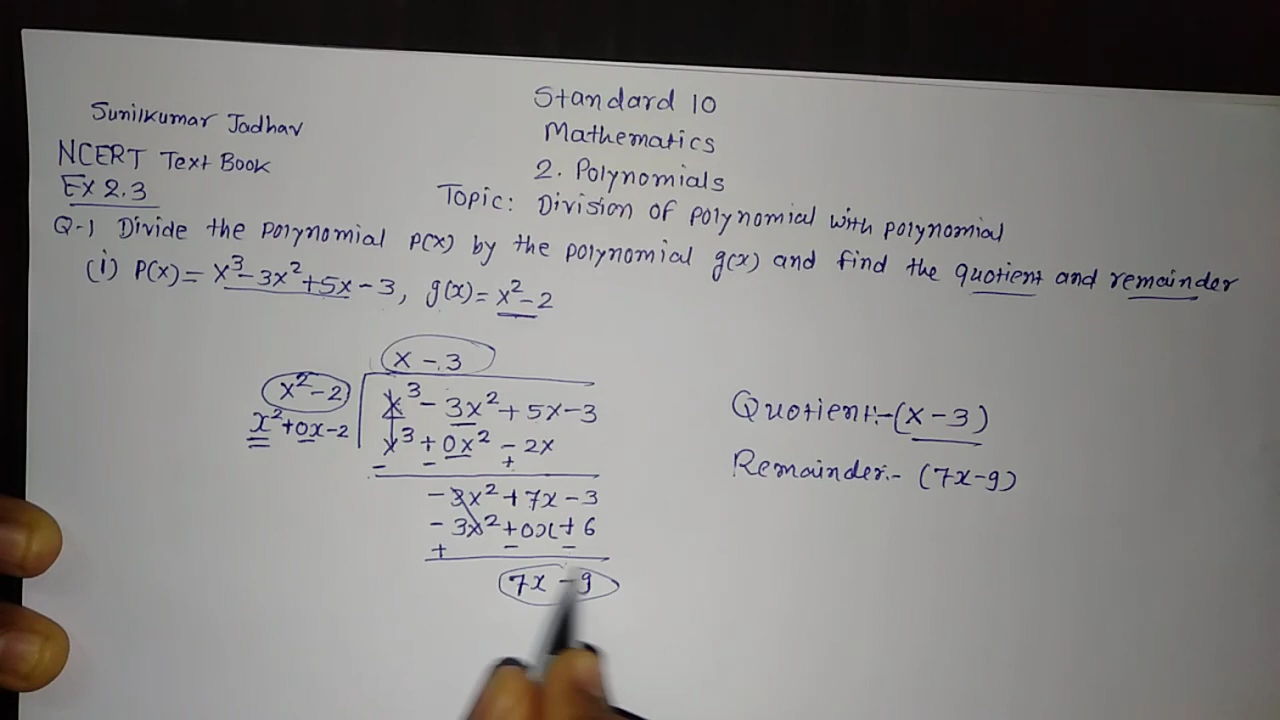 Standard 10
Sunilkumar Jadhav
Mathematics
NCERT Text Book
2. Polynomials
Ex 2.3
Topic: Division of polynomial with polynomial
Q-1 Divide the polynomial p(x) by the polynomial g(x) and find the quotient and remainder
(i) P(x) = x³ - 3x² + 5x - 3, g(x) = x² - 2
x - 3
x² - 2
x³ - 3x² + 5x - 3
Quotient:- (x - 3)
x² + 0x - 2
x³ + 0x² - 2x
- - +
Remainder:- (7x - 9)
- 3x² + 7x - 3
- 3x² + 0x + 6
+ - -
7x - 9